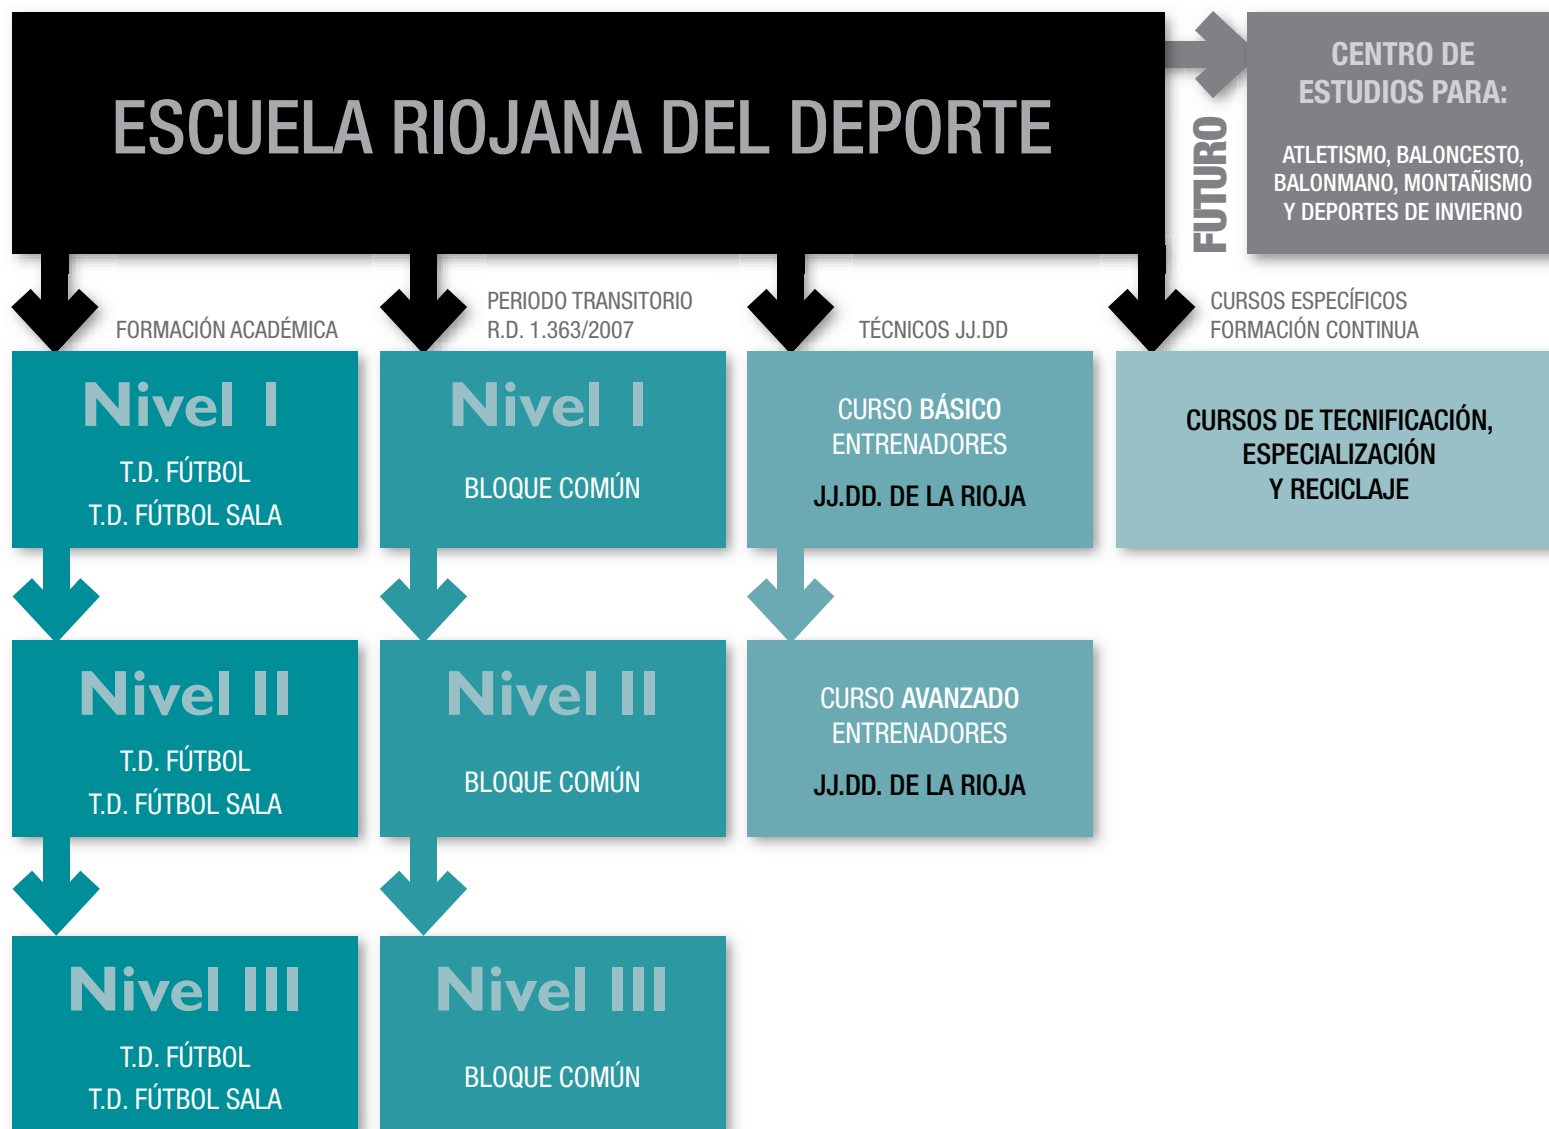 ESCUELA RIOJANA DEL DEPORTE
FUTURO
CENTRO DE
ESTUDIOS PARA:
ATLETISMO, BALONCESTO,
BALONMANO, MONTAÑISMO
Y DEPORTES DE INVIERNO
FORMACIÓN ACADÉMICA
PERIODO TRANSITORIO
R.D. 1.363/2007
TÉCNICOS JJ.DD
CURSOS ESPECÍFICOS
FORMACIÓN CONTINUA
Nivel I
T.D. FÚTBOL
T.D. FÚTBOL SALA
Nivel I
BLOQUE COMÚN
CURSO BÁSICO
ENTRENADORES
JJ.DD. DE LA RIOJA
CURSOS DE TECNIFICACIÓN,
ESPECIALIZACIÓN
Y RECICLAJE
Nivel II
T.D. FÚTBOL
T.D. FÚTBOL SALA
Nivel II
BLOQUE COMÚN
CURSO AVANZADO
ENTRENADORES
JJ.DD. DE LA RIOJA
Nivel III
T.D. FÚTBOL
T.D. FÚTBOL SALA
Nivel III
BLOQUE COMÚN